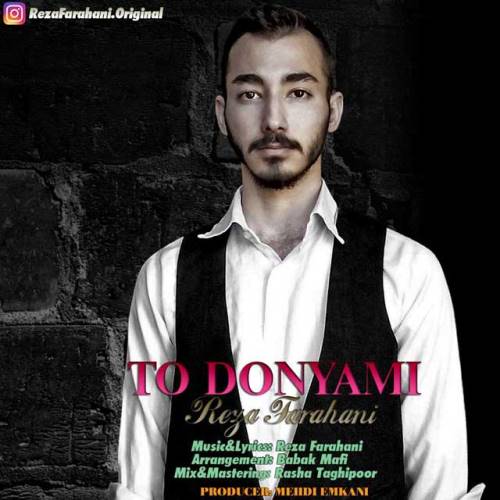 RezaFarahani.Original
TO DONYAMI
Reza Farahani
Music&Lyrics: Reza Farahani
Arrangement: Babak Mafi
Mix&Mastering: Rasha Taghipoor
PRODUCER: MEHDI EMKANI